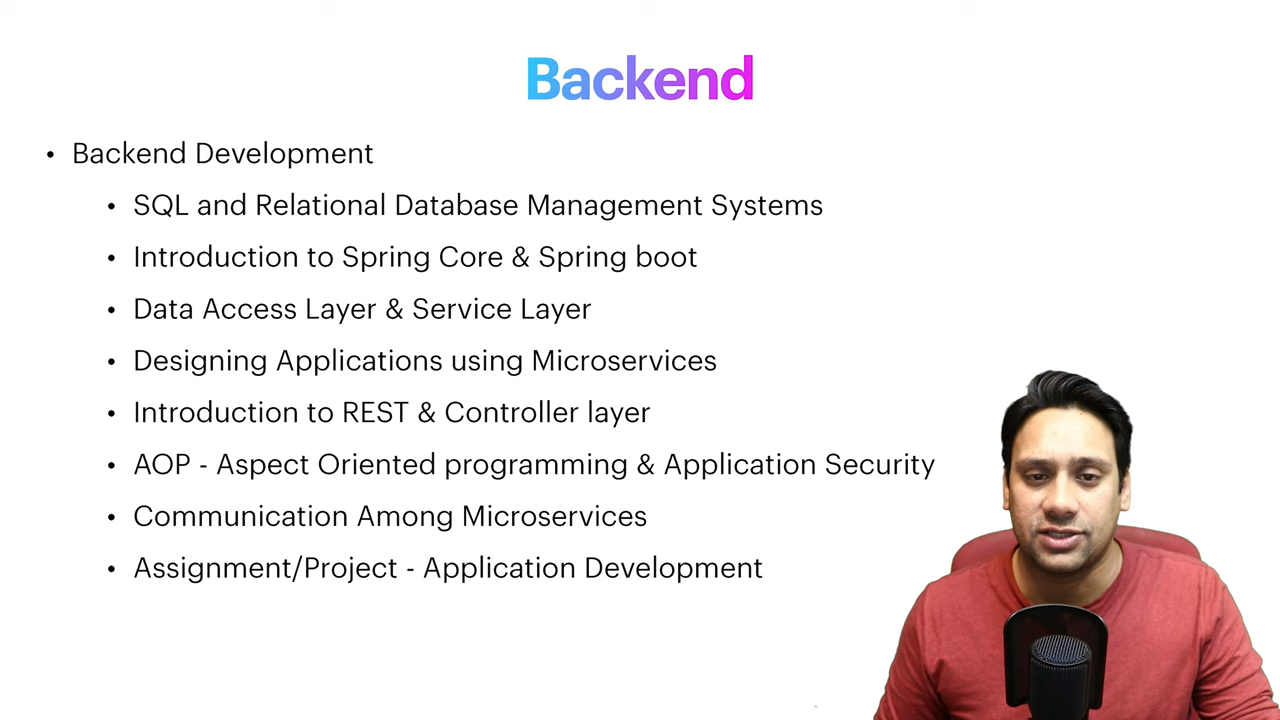 Backend
• Backend Development
• SQL and Relational Database Management Systems
• Introduction to Spring Core & Spring boot
• Data Access Layer & Service Layer
• Designing Applications using Microservices
• Introduction to REST & Controller layer
• AOP - Aspect Oriented programming & Application Security
• Communication Among Microservices
• Assignment/Project - Application Development